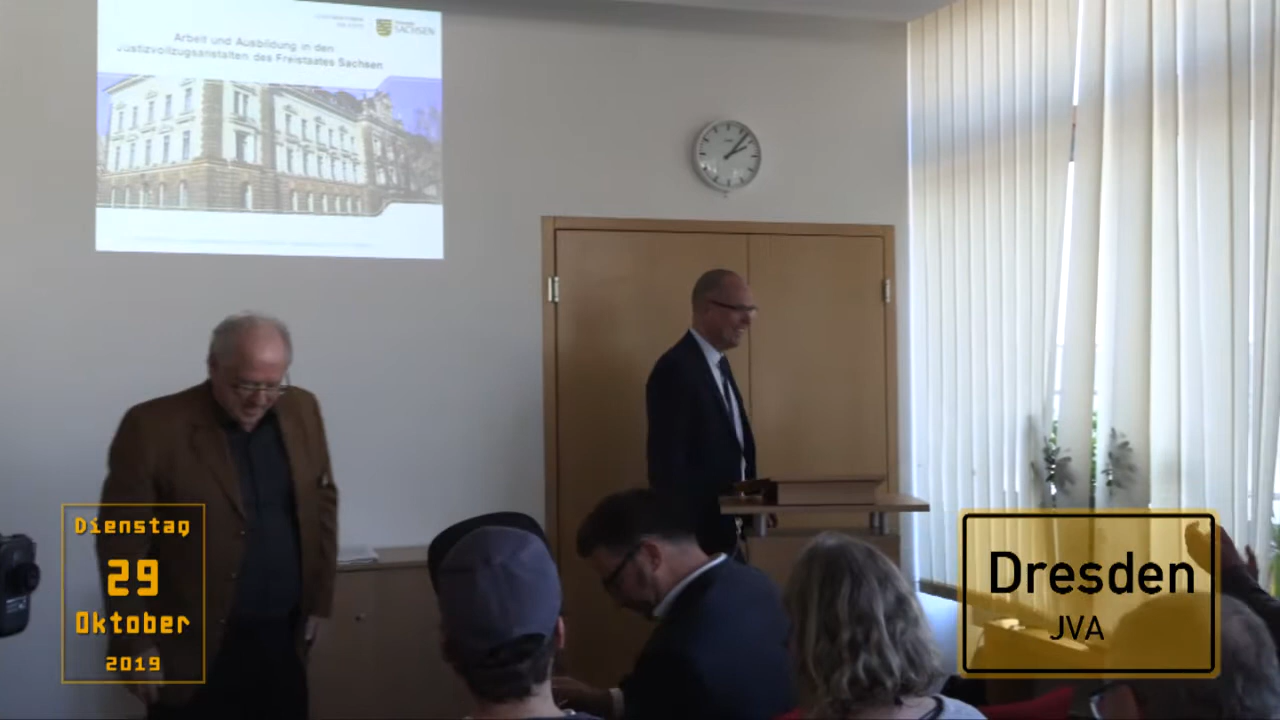 SACHSEN
Arbeit und Ausbildung in den
Justizvollzugsanstalten des Freistaates Sachsen
Dienstag
29
Oktober
2019
Dresden
JVA